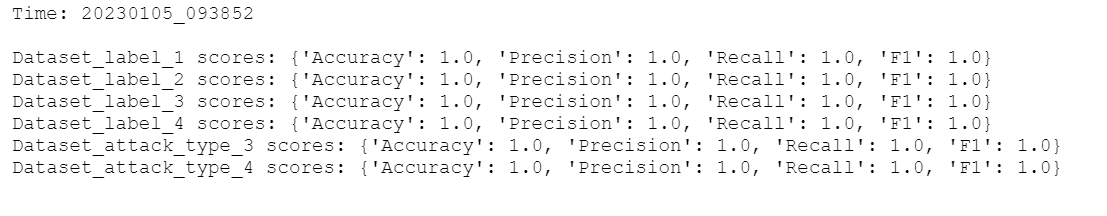 Time: 20230105_093852
Dataset_label_1 scores: {'Accuracy': 1.0, 'Precision': 1.0, 'Recall': 1.0, 'F1': 1.0}
Dataset_label_2 scores: {'Accuracy': 1.0, 'Precision': 1.0, 'Recall': 1.0, 'F1': 1.0}
Dataset_label_3 scores: {'Accuracy': 1.0, 'Precision': 1.0, 'Recall': 1.0, 'F1': 1.0}
Dataset_label_4 scores: {'Accuracy': 1.0, 'Precision': 1.0, 'Recall': 1.0, 'F1': 1.0}
Dataset_attack_type_3 scores: {'Accuracy': 1.0, 'Precision': 1.0, 'Recall': 1.0, 'F1': 1.0}
Dataset_attack_type_4 scores: {'Accuracy': 1.0, 'Precision': 1.0, 'Recall': 1.0, 'F1': 1.0}